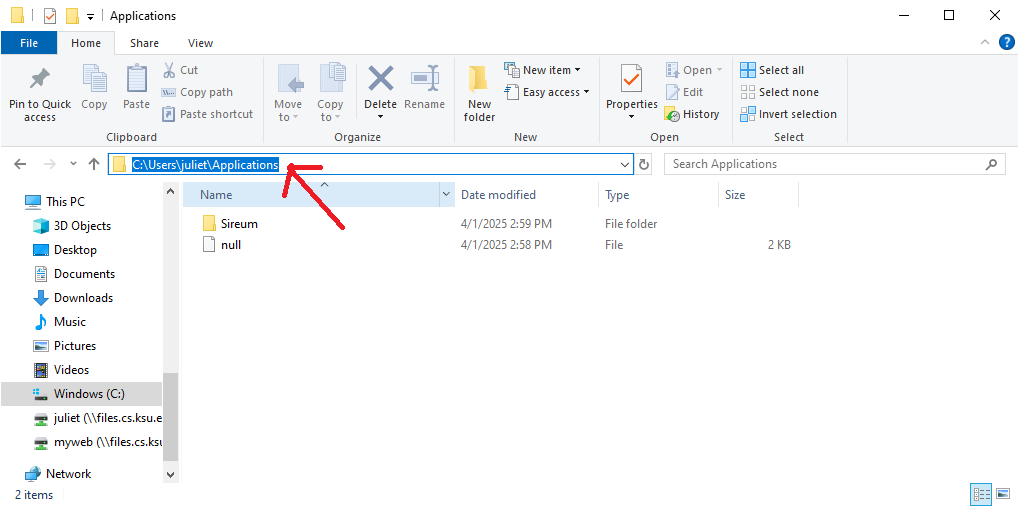 Applications
File Home Share View
Pin to Quick access
Copy
Paste
Cut
Copy path
Paste shortcut
Clipboard
Move to
Copy to
Delete
Rename
Organize
New folder
New item
Easy access
New
Properties
Open
Edit
History
Open
Select all
Select none
Invert selection
Select
C:\Users\juliet\Applications
Search Applications
This PC
3D Objects
Desktop
Documents
Downloads
Music
Pictures
Videos
Windows (C:)
juliet (\\files.cs.ksu.e
myweb (\\files.cs.ksu
Network
Name Date modified Type Size
Sireum 4/1/2025 2:59 PM File folder
null 4/1/2025 2:58 PM File 2 KB
2 items